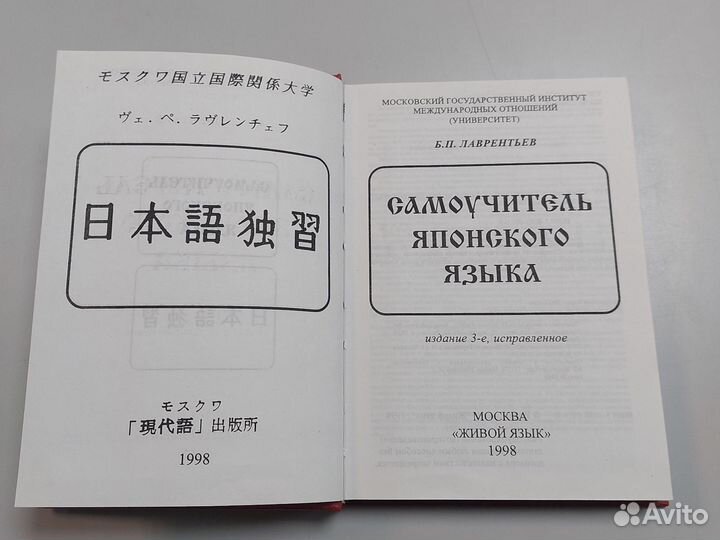 モスクワ国立国際関係大学
ヴェ. ペ. ラヴレンチェフ
日本語独習
モスクワ
「現代語」出版所
1998
МОСКОВСКИЙ ГОСУДАРСТВЕННЫЙ ИНСТИТУТ
МЕЖДУНАРОДНЫХ ОТНОШЕНИЙ
(УНИВЕРСИТЕТ)
Б.П. ЛАВРЕНТЬЕВ
САМОУЧИТЕЛЬ
ЯПОНСКОГО
ЯЗЫКА
издание 3-е, исправленное
МОСКВА
«ЖИВОЙ ЯЗЫК»
1998
Avito